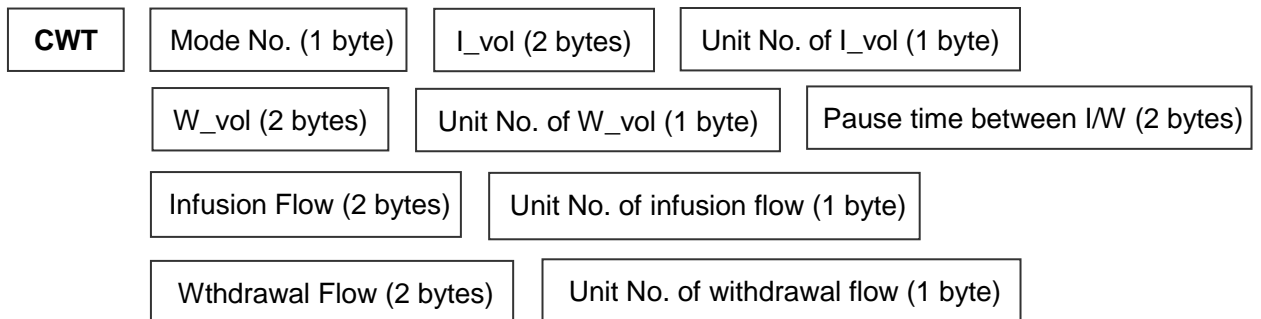 CWT Mode No. (1 byte) I_vol (2 bytes) Unit No. of I_vol (1 byte)
W_vol (2 bytes) Unit No. of W_vol (1 byte) Pause time between I/W (2 bytes)
Infusion Flow (2 bytes) Unit No. of infusion flow (1 byte)
Wthdrawal Flow (2 bytes) Unit No. of withdrawal flow (1 byte)